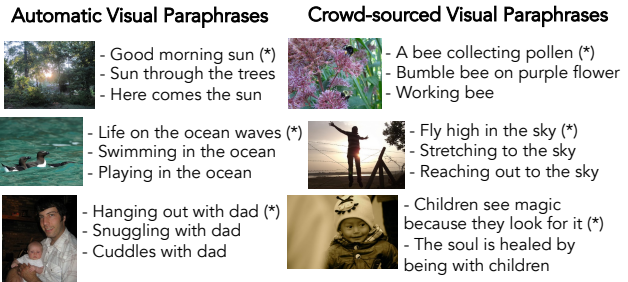 Automatic Visual Paraphrases
- Good morning sun (*)
- Sun through the trees
- Here comes the sun
- Life on the ocean waves (*)
- Swimming in the ocean
- Playing in the ocean
- Hanging out with dad (*)
- Snuggling with dad
- Cuddles with dad
Crowd-sourced Visual Paraphrases
- A bee collecting pollen (*)
- Bumble bee on purple flower
- Working bee
- Fly high in the sky (*)
- Stretching to the sky
- Reaching out to the sky
- Children see magic
because they look for it (*)
- The soul is healed by
being with children